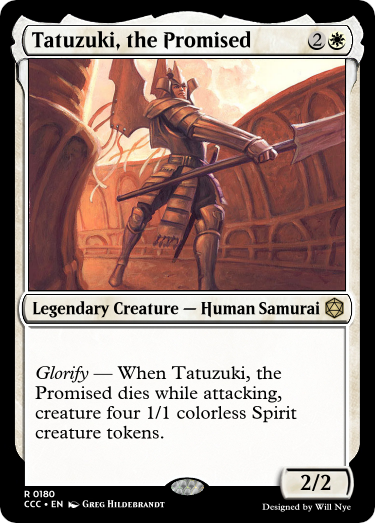 Tatuzuki, the Promised 2
Legendary Creature — Human Samurai
Glorify — When Tatuzuki, the
Promised dies while attacking,
creature four 1/1 colorless Spirit
creature tokens.
2/2
R 0180
CCC • EN Greg Hildebrandt
Designed by Will Nye